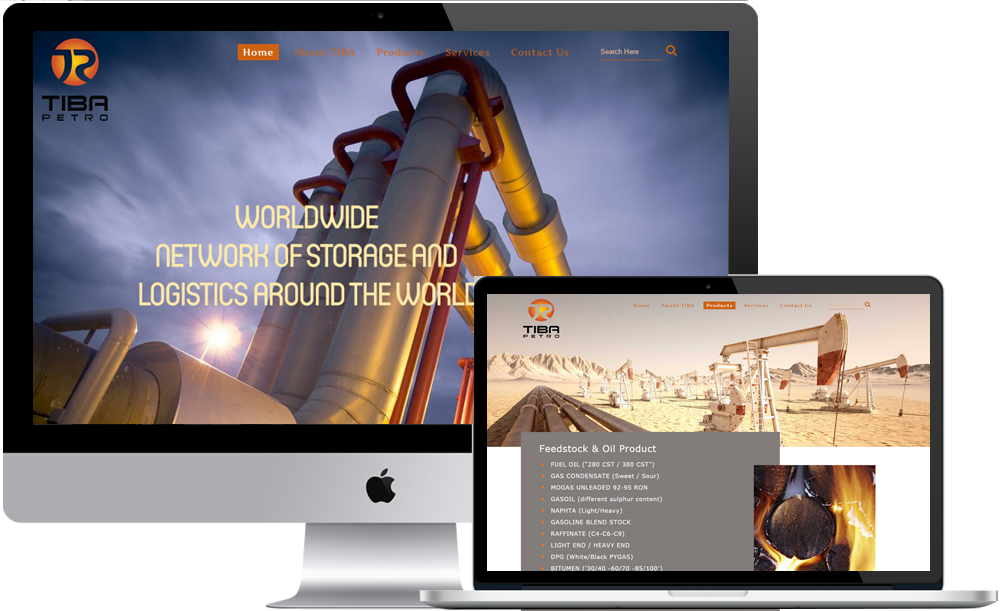 TIBA
PETRO
Home
About TIBA
Products
Services
Contact Us
Search Here
WORLDWIDE
NETWORK OF STORAGE AND
LOGISTICS AROUND THE WORLD
TIBA
PETRO
Home
About TIBA
Products
Services
Contact Us
Feedstock & Oil Product
FUEL OIL ("280 CST / 380 CST")
GAS CONDENSATE (Sweet / Sour)
MOGAS UNLEADED 92-95 RON
GASOIL (different sulphur content)
NAPHTA (Light/Heavy)
GASOLINE BLEND STOCK
RAFFINATE (C4-C6-C9)
LIGHT END / HEAVY END
DPG (White/Black PYGAS)
BITUMEN ('30/40 -60/70 -85/100')